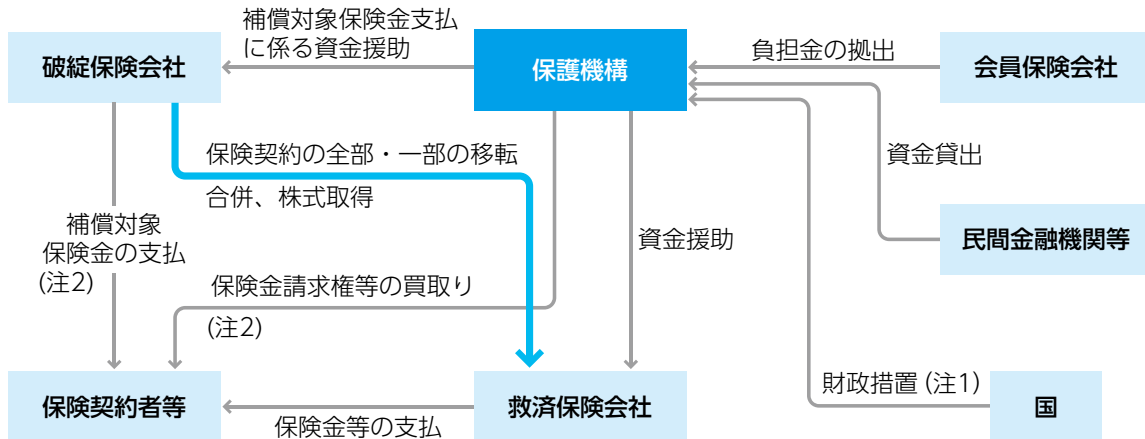 補償対象保険金支払
に係る資金援助
破綻保険会社
保護機構
負担金の拠出
会員保険会社
保険契約の全部・一部の移転
合併、株式取得
資金貸出
補償対象
保険金の支払
(注2)
資金援助
民間金融機関等
保険金請求権等の買取り
(注2)
財政措置 (注1)
保険契約者等
保険金等の支払
救済保険会社
国